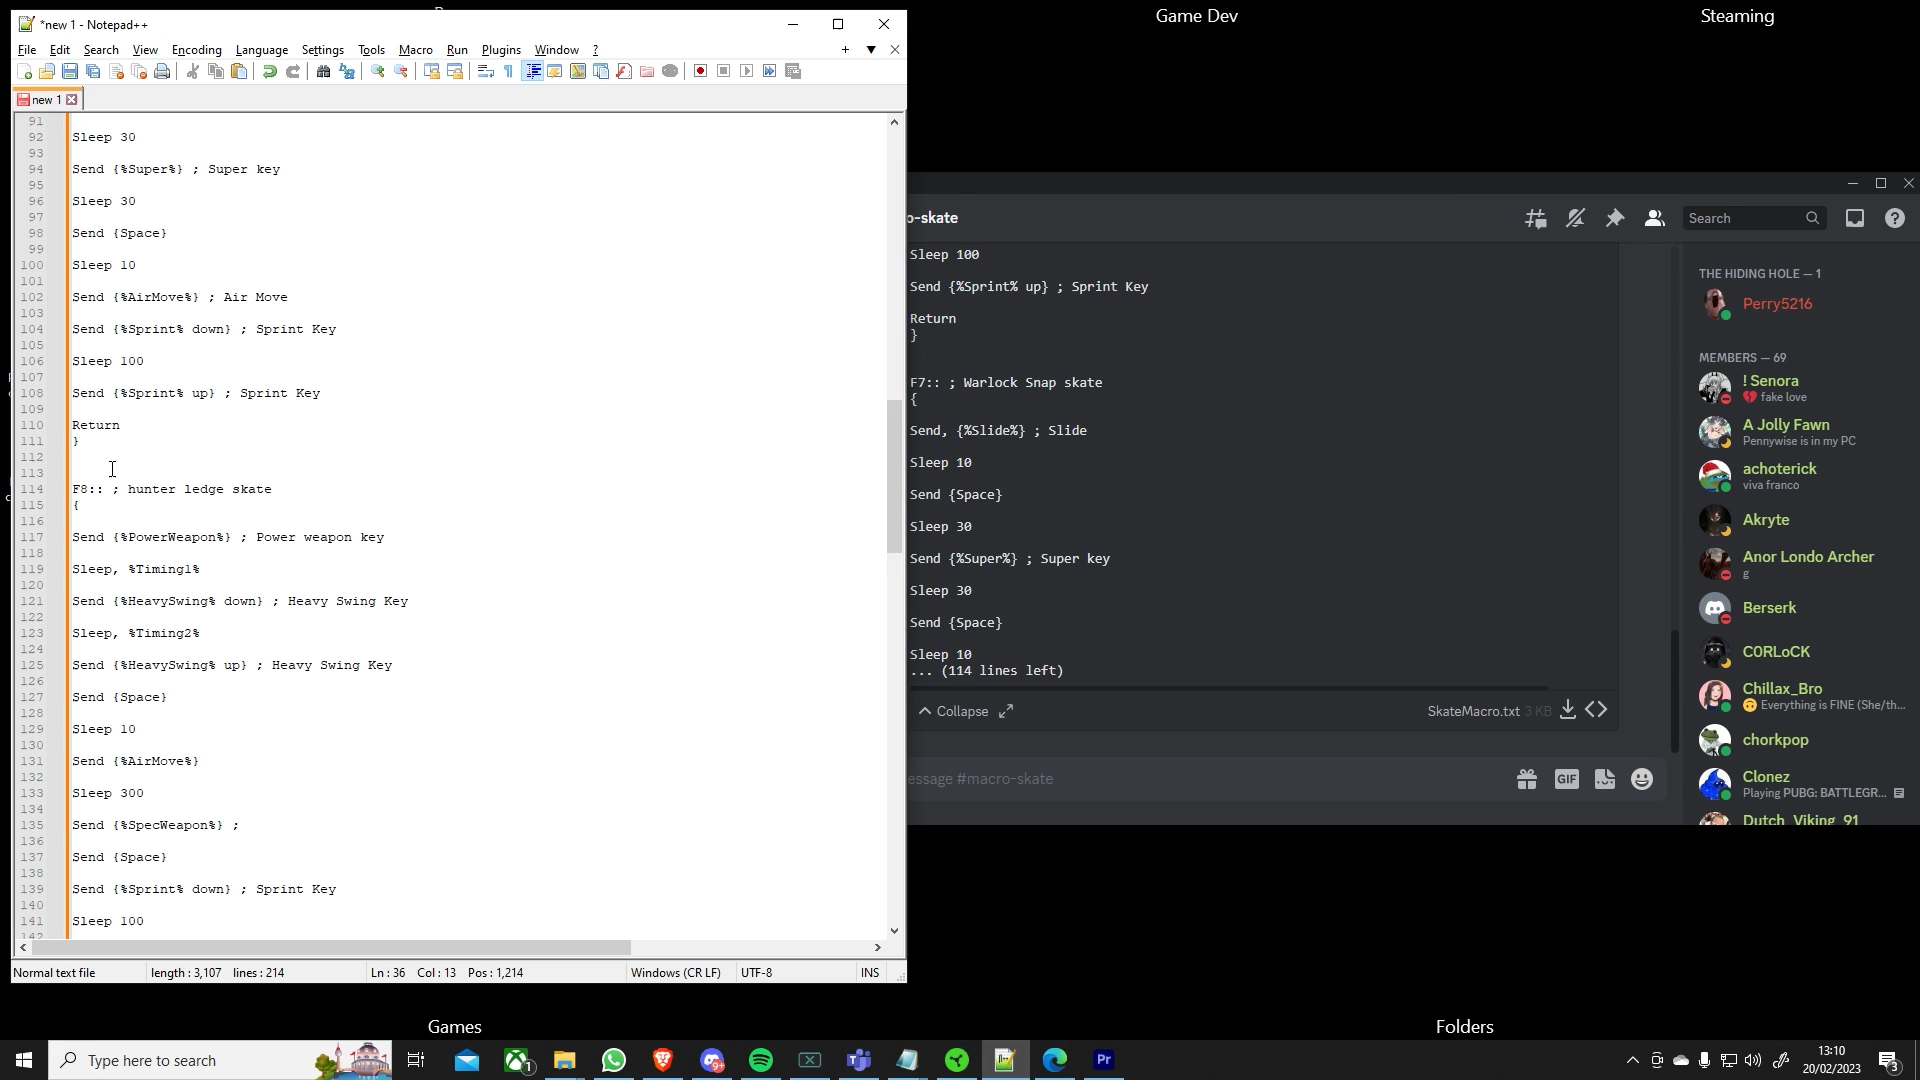 Game Dev
Steaming
*new 1 - Notepad++
File Edit Search View Encoding Language Settings Tools Macro Run Plugins Window ?
new 1
91
92 Sleep 30
93
94 Send {%Super%} ; Super key
95
96 Sleep 30
97
98 Send {Space}
99
100 Sleep 10
101
102 Send {%AirMove%} ; Air Move
103
104 Send {%Sprint% down} ; Sprint Key
105
106 Sleep 100
107
108 Send {%Sprint% up} ; Sprint Key
109
110 Return
111 }
112
113
114 F8:: ; hunter ledge skate
115 {
116
117 Send {%PowerWeapon%} ; Power weapon key
118
119 Sleep, %Timing1%
120
121 Send {%HeavySwing% down} ; Heavy Swing Key
122
123 Sleep, %Timing2%
124
125 Send {%HeavySwing% up} ; Heavy Swing Key
126
127 Send {Space}
128
129 Sleep 10
130
131 Send {%AirMove%}
132
133 Sleep 300
134
135 Send {%SpecWeapon%} ;
136
137 Send {Space}
138
139 Send {%Sprint% down} ; Sprint Key
140
141 Sleep 100
142
Normal text file length : 3,107 lines : 214 Ln : 36 Col : 13 Pos : 1,214 Windows (CR LF) UTF-8 INS
o-skate
Search
Sleep 100
Send {%Sprint% up} ; Sprint Key
Return
}
F7:: ; Warlock Snap skate
{
Send, {%Slide%} ; Slide
Sleep 10
Send {Space}
Sleep 30
Send {%Super%} ; Super key
Sleep 30
Send {Space}
Sleep 10
... (114 lines left)
Collapse
SkateMacro.txt 3 KB
essage #macro-skate
GIF
THE HIDING HOLE — 1
Perry5216
MEMBERS — 69
! Senora
fake love
A Jolly Fawn
Pennywise is in my PC
achoterick
viva franco
Akryte
Anor Londo Archer
g
Berserk
C0RLoCK
Chillax_Bro
Everything is FINE (She/th...
chorkpop
Clonez
Playing PUBG: BATTLEGR...
Dutch_Viking_91
Games
Folders
Type here to search
1
9+
Pr
13:10
20/02/2023
3